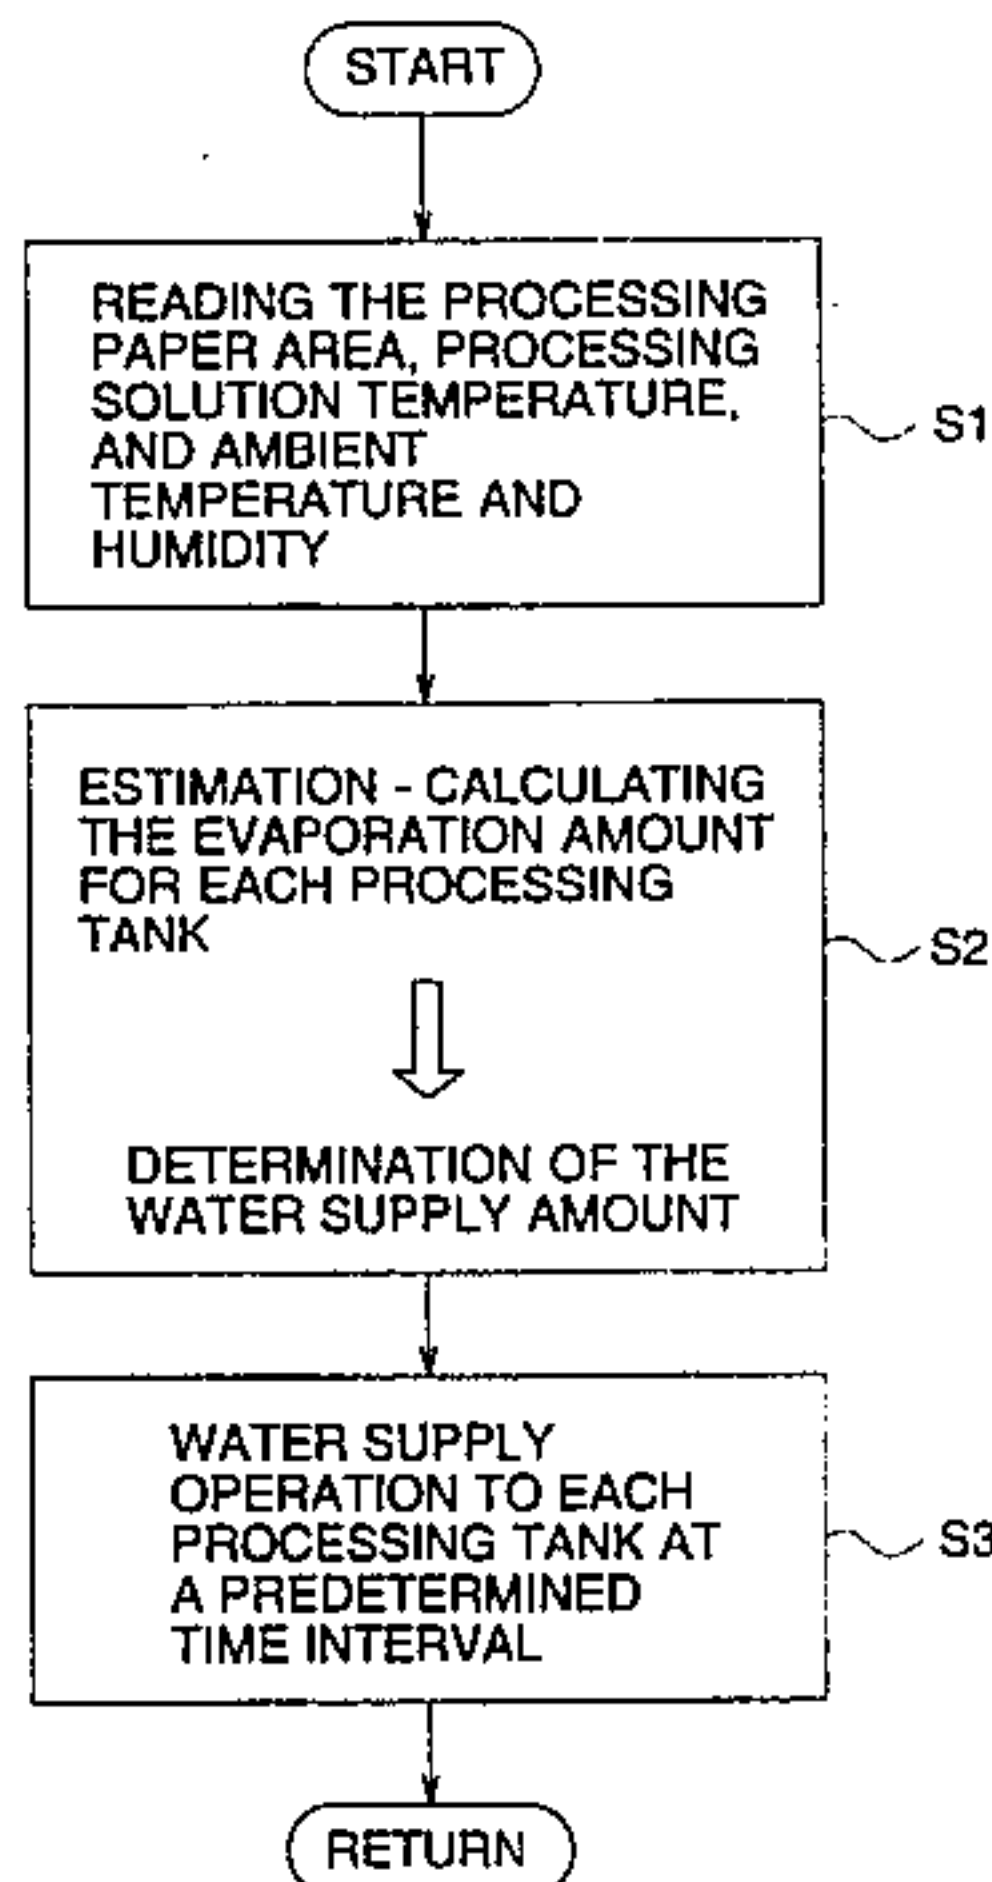 START
READING THE PROCESSING
PAPER AREA, PROCESSING
SOLUTION TEMPERATURE,
AND AMBIENT
TEMPERATURE AND
HUMIDITY
S1
ESTIMATION - CALCULATING
THE EVAPORATION AMOUNT
FOR EACH PROCESSING
TANK
S2
DETERMINATION OF THE
WATER SUPPLY AMOUNT
WATER SUPPLY
OPERATION TO EACH
PROCESSING TANK AT
A PREDETERMINED
TIME INTERVAL
S3
RETURN